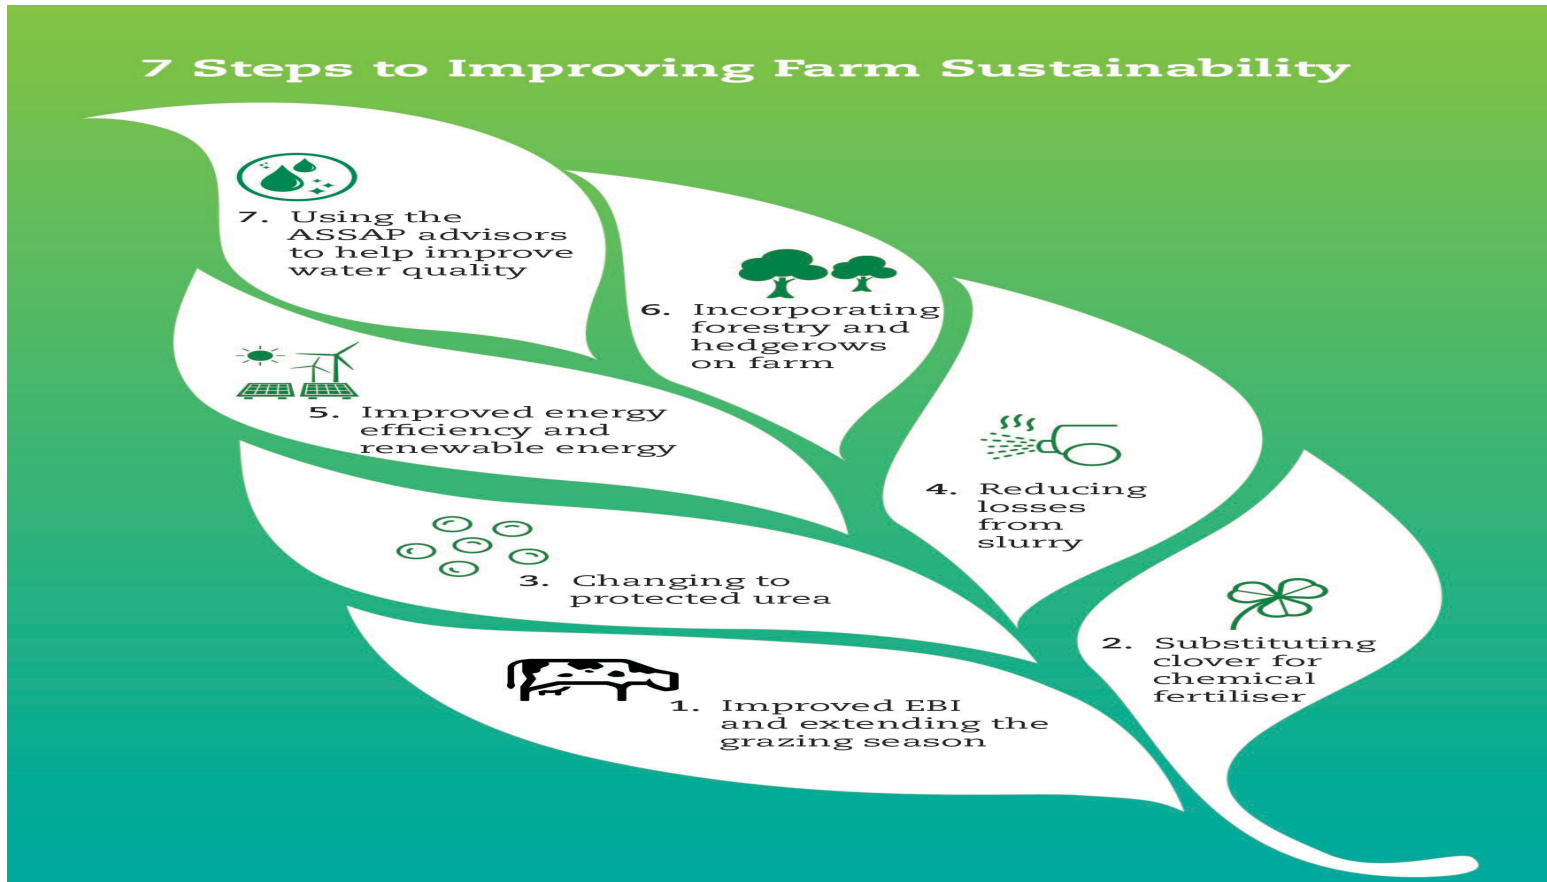 7 Steps to Improving Farm Sustainability
7. Using the
ASSAP advisors
to help improve
water quality
6. Incorporating
forestry and
hedgerows
on farm
5. Improved energy
efficiency and
renewable energy
4. Reducing
losses
from
slurry
3. Changing to
protected urea
2. Substituting
clover for
chemical
fertiliser
1. Improved EBI
and extending the
grazing season